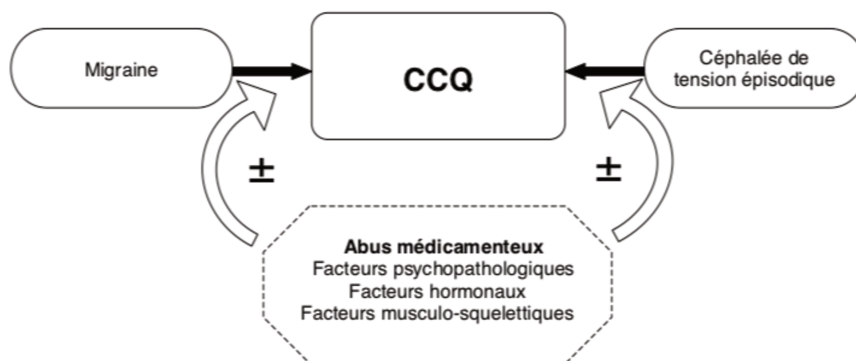 Migraine
CCQ
Céphalée de
tension épisodique
±
±
Abus médicamenteux
Facteurs psychopathologiques
Facteurs hormonaux
Facteurs musculo-squelettiques